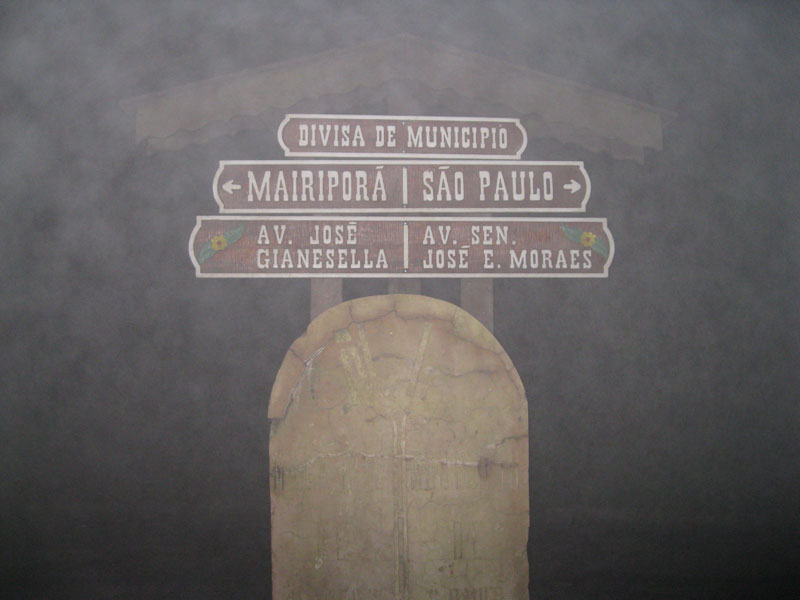 DIVISA DE MUNICIPIO
← MAIRIPORÃ | SÃO PAULO →
AV. JOSÉ
GIANESELLA
AV. SEN.
JOSÉ E. MORAES